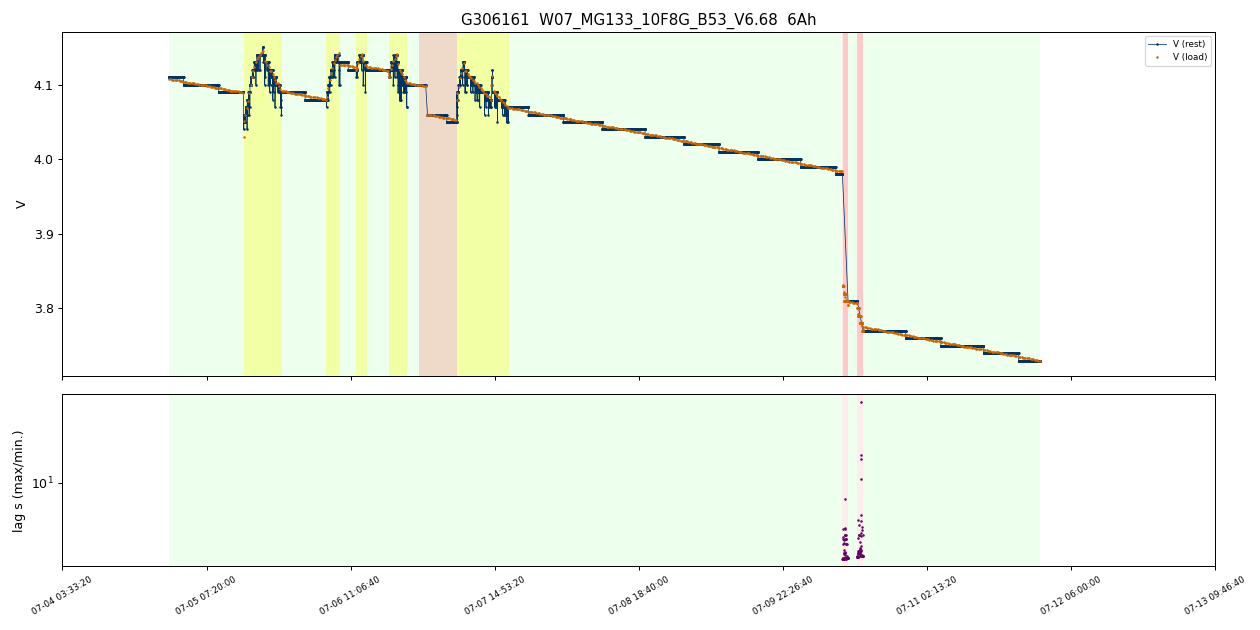 G306161 W07_MG133_10F8G_B53_V6.68 6Ah
V (rest)
V (load)
4.1
4.0
3.9
3.8
V
10^1
lag s (max/min.)
07-04 03:33:20
07-05 07:20:00
07-06 11:06:40
07-07 14:53:20
07-08 18:40:00
07-09 22:26:40
07-11 02:13:20
07-12 06:00:00
07-13 09:46:40